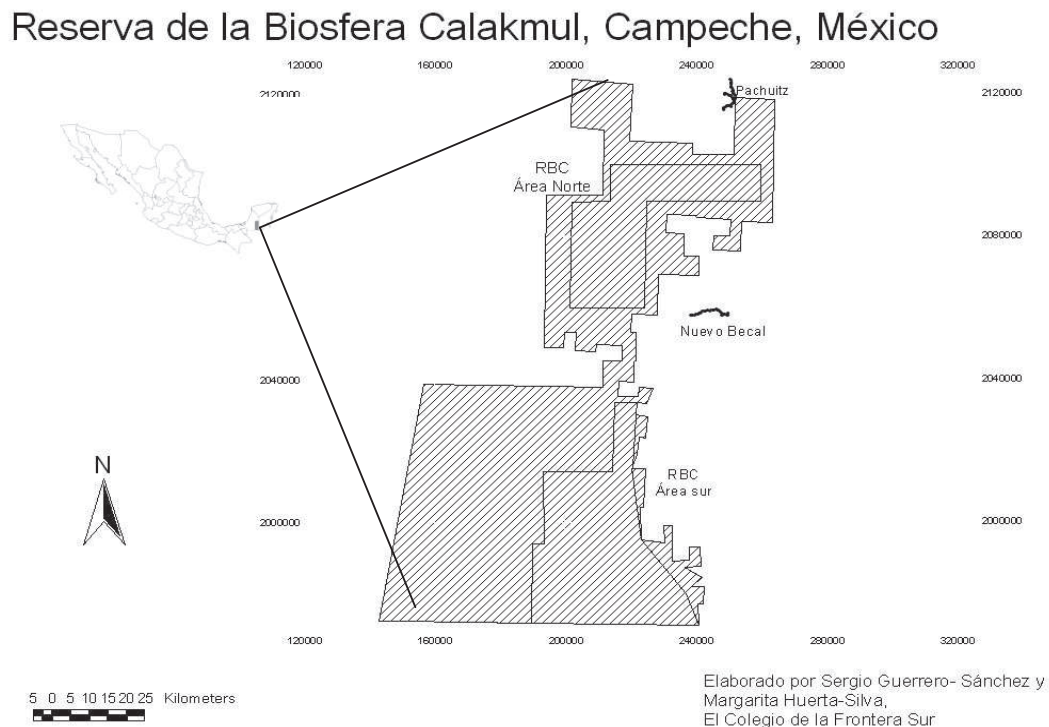 Reserva de la Biosfera Calakmul, Campeche, México
120000 160000 200000 240000 280000 320000
2120000 2120000
Pachuitz
RBC
Área Norte
2080000
Nuevo Becal
2040000 2040000
N
RBC
Área sur
2000000 2000000
120000 160000 200000 240000 280000 320000
5 0 5 10 15 20 25 Kilometers
Elaborado por Sergio Guerrero- Sánchez y
Margarita Huerta-Silva,
El Colegio de la Frontera Sur